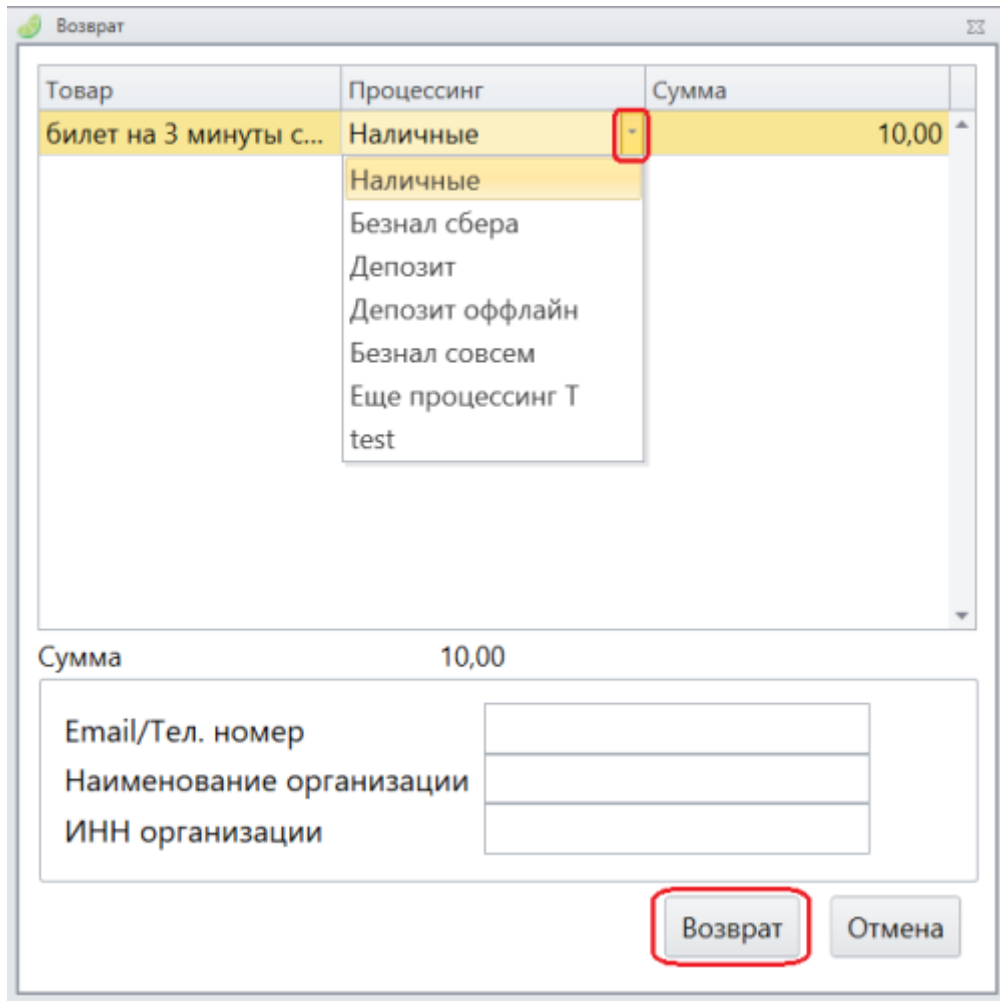 Возврат
Товар Процессинг Сумма
билет на 3 минуты с... Наличные 10,00
Наличные
Безнал сбера
Депозит
Депозит оффлайн
Безнал совсем
Еще процессинг Т
test
Сумма 10,00
Email/Тел. номер
Наименование организации
ИНН организации
Возврат Отмена